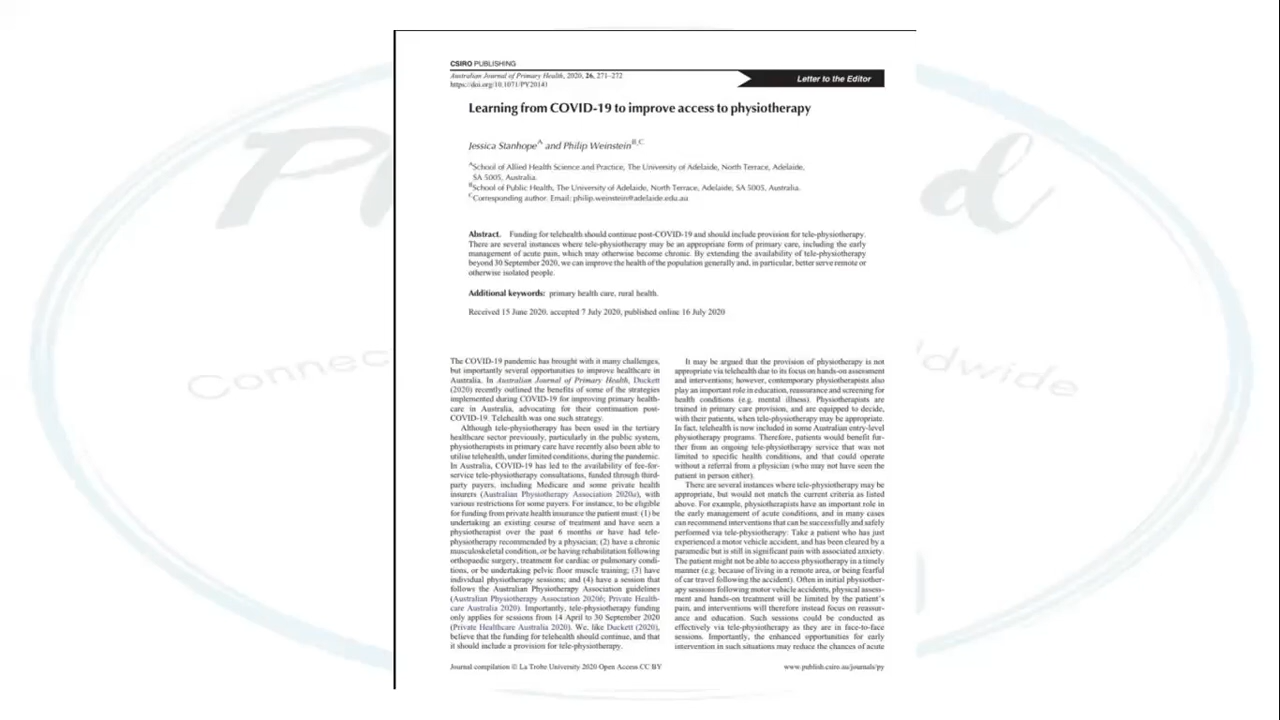 CSIRO PUBLISHING
Australian Journal of Primary Health, 2020, 26, 271–272
https://doi.org/10.1071/PY20141
Letter to the Editor
Learning from COVID-19 to improve access to physiotherapy
Jessica Stanhope^A and Philip Weinstein^B,C
^A School of Allied Health Science and Practice, The University of Adelaide, North Terrace, Adelaide,
SA 5005, Australia.
^B School of Public Health, The University of Adelaide, North Terrace, Adelaide, SA 5005, Australia.
^C Corresponding author. Email: philip.weinstein@adelaide.edu.au
Abstract. Funding for telehealth should continue post-COVID-19 and should include provision for tele-physiotherapy.
There are several instances where tele-physiotherapy may be an appropriate form of primary care, including the early
management of acute pain, which may otherwise become chronic. By extending the availability of tele-physiotherapy
beyond 30 September 2020, we can improve the health of the population generally and, in particular, better serve remote or
otherwise isolated people.
Additional keywords: primary health care, rural health.
Received 15 June 2020, accepted 7 July 2020, published online 16 July 2020
The COVID-19 pandemic has brought with it many challenges,
but importantly several opportunities to improve healthcare in
Australia. In Australian Journal of Primary Health, Duckett
(2020) recently outlined the benefits of some of the strategies
implemented during COVID-19 for improving primary health-
care in Australia, advocating for their continuation post-
COVID-19. Telehealth was one such strategy.
Although tele-physiotherapy has been used in the tertiary
healthcare sector previously, particularly in the public system,
physiotherapists in primary care have recently also been able to
utilise telehealth, under limited conditions, during the pandemic.
In Australia, COVID-19 has led to the availability of fee-for-
service tele-physiotherapy consultations, funded through third-
party payers, including Medicare and some private health
insurers (Australian Physiotherapy Association 2020a), with
various restrictions for some payers. For instance, to be eligible
for funding from private health insurance the patient must: (1) be
undertaking an existing course of treatment and have seen a
physiotherapist over the past 6 months or have had tele-
physiotherapy recommended by a physician; (2) have a chronic
musculoskeletal condition, or be having rehabilitation following
orthopaedic surgery, treatment for cardiac or pulmonary condi-
tions, or be undertaking pelvic floor muscle training; (3) have
individual physiotherapy sessions; and (4) have a session that
follows the Australian Physiotherapy Association guidelines
(Australian Physiotherapy Association 2020b; Private Health-
care Australia 2020). Importantly, tele-physiotherapy funding
only applies for sessions from 14 April to 30 September 2020
(Private Healthcare Australia 2020). We, like Duckett (2020),
believe that the funding for telehealth should continue, and that
it should include a provision for tele-physiotherapy.
It may be argued that the provision of physiotherapy is not
appropriate via telehealth due to its focus on hands-on assessment
and interventions; however, contemporary physiotherapists also
play an important role in education, reassurance and screening for
health conditions (e.g. mental illness). Physiotherapists are
trained in primary care provision, and are equipped to decide,
with their patients, when tele-physiotherapy may be appropriate.
In fact, telehealth is now included in some Australian entry-level
physiotherapy programs. Therefore, patients would benefit fur-
ther from an ongoing tele-physiotherapy service that was not
limited to specific health conditions, and that could operate
without a referral from a physician (who may not have seen the
patient in person either).
There are several instances where tele-physiotherapy may be
appropriate, but would not match the current criteria as listed
above. For example, physiotherapists have an important role in
the early management of acute conditions, and in many cases
can recommend interventions that can be successfully and safely
performed via tele-physiotherapy. Take a patient who has just
experienced a motor vehicle accident, and has been cleared by a
paramedic but is still in significant pain with associated anxiety.
The patient might not be able to access physiotherapy in a timely
manner (e.g. because of living in a remote area, or being fearful
of car travel following the accident). Often in initial physiother-
apy sessions following motor vehicle accidents, physical assess-
ment and hands-on treatment will be limited by the patient's
pain, and interventions will therefore instead focus on reassur-
ance and education. Such sessions could be conducted as
effectively via tele-physiotherapy as they are in face-to-face
sessions. Importantly, the enhanced opportunities for early
intervention in such situations may reduce the chances of acute
Journal compilation © La Trobe University 2020 Open Access CC BY
www.publish.csiro.au/journals/py